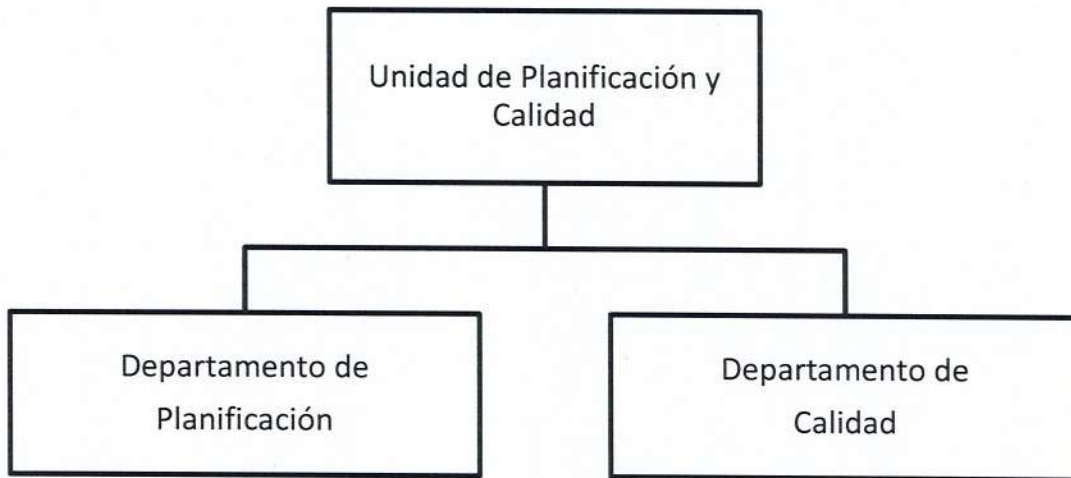 Unidad de Planificación y
Calidad
Departamento de
Planificación
Departamento de
Calidad